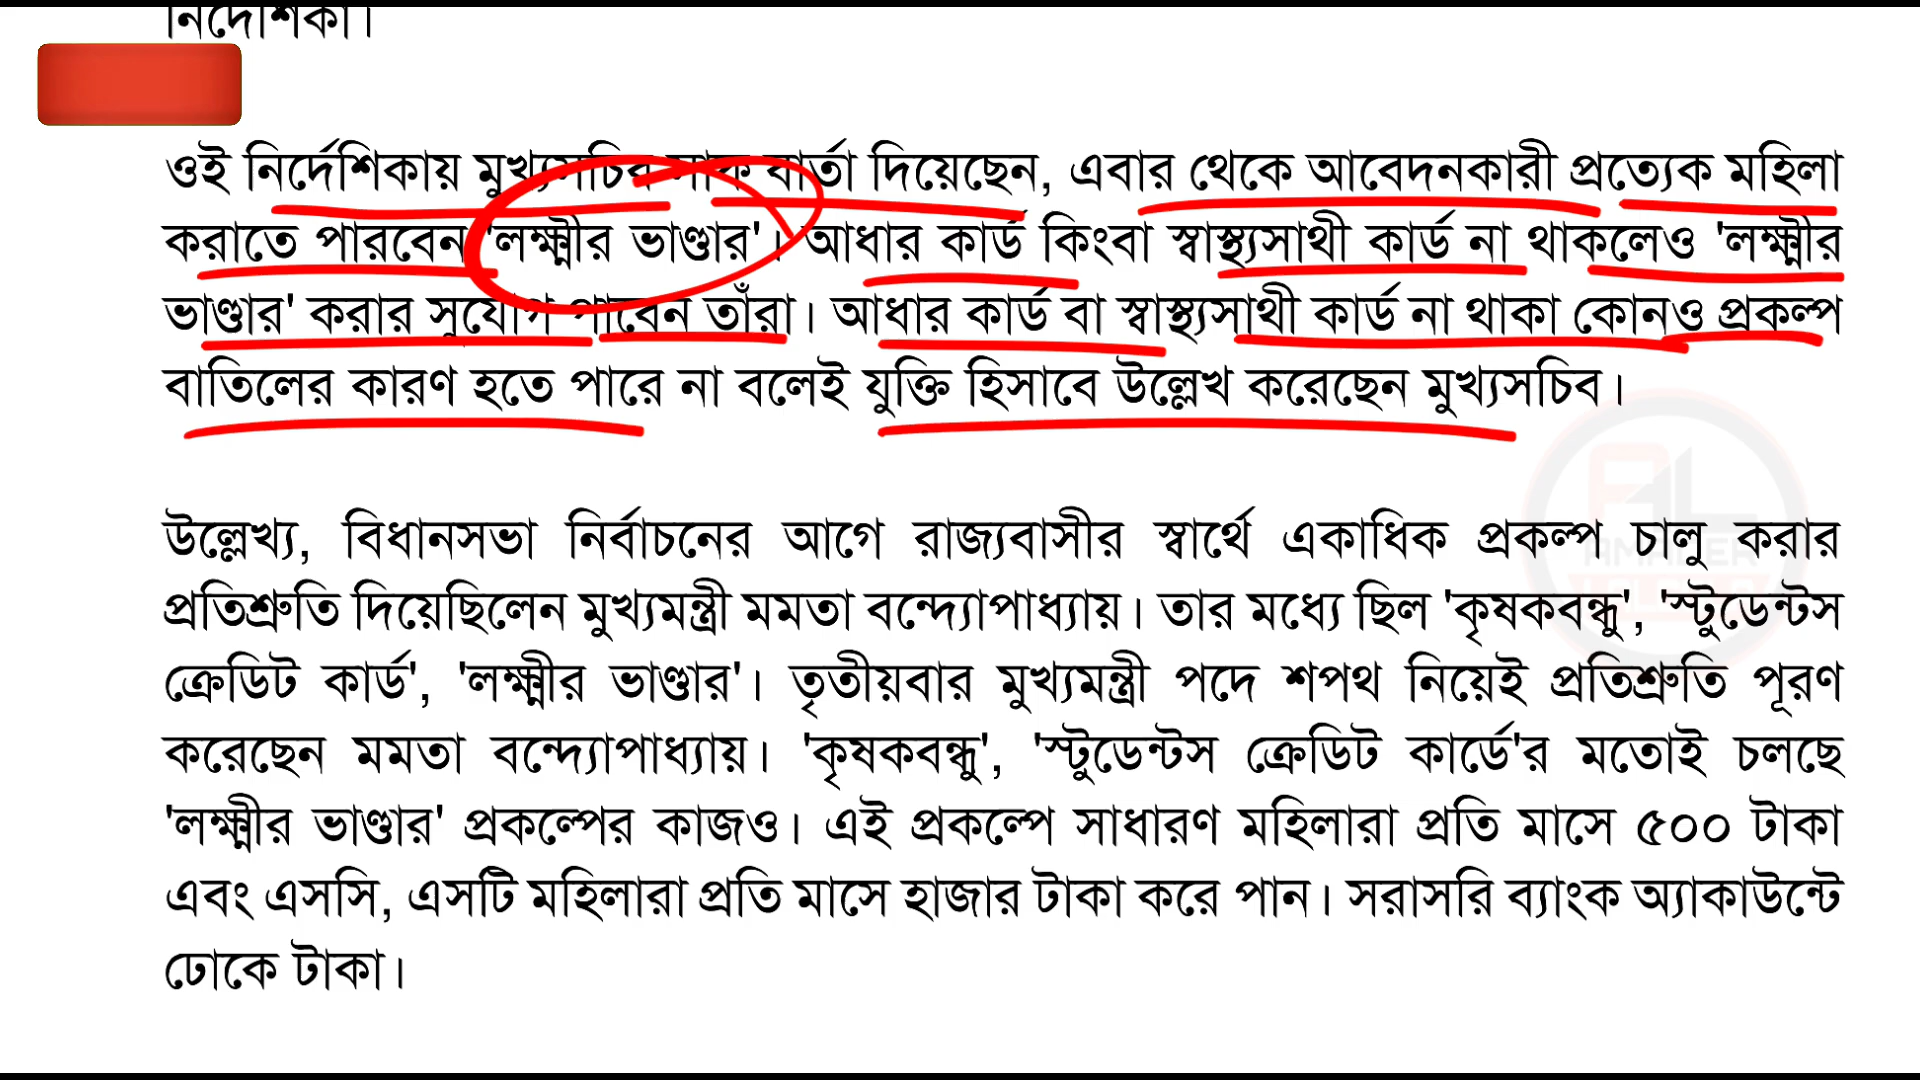 নির্দেশিকা।
ওই নির্দেশিকায় মুখ্যসচিব সাফ বার্তা দিয়েছেন, এবার থেকে আবেদনকারী প্রত্যেক মহিলা
করাতে পারবেন 'লক্ষ্মীর ভাণ্ডার'। আধার কার্ড কিংবা স্বাস্থ্যসাথী কার্ড না থাকলেও 'লক্ষ্মীর
ভাণ্ডার' করার সুযোগ পাবেন তাঁরা। আধার কার্ড বা স্বাস্থ্যসাথী কার্ড না থাকা কোনও প্রকল্প
বাতিলের কারণ হতে পারে না বলেই যুক্তি হিসাবে উল্লেখ করেছেন মুখ্যসচিব।
উল্লেখ্য, বিধানসভা নির্বাচনের আগে রাজ্যবাসীর স্বার্থে একাধিক প্রকল্প চালু করার
প্রতিশ্রুতি দিয়েছিলেন মুখ্যমন্ত্রী মমতা বন্দ্যোপাধ্যায়। তার মধ্যে ছিল 'কৃষকবন্ধু', 'স্টুডেন্টস
ক্রেডিট কার্ড', 'লক্ষ্মীর ভাণ্ডার'। তৃতীয়বার মুখ্যমন্ত্রী পদে শপথ নিয়েই প্রতিশ্রুতি পূরণ
করেছেন মমতা বন্দ্যোপাধ্যায়। 'কৃষকবন্ধু', 'স্টুডেন্টস ক্রেডিট কার্ডে'র মতোই চলছে
'লক্ষ্মীর ভাণ্ডার' প্রকল্পের কাজও। এই প্রকল্পে সাধারণ মহিলারা প্রতি মাসে ৫০০ টাকা
এবং এসসি, এসটি মহিলারা প্রতি মাসে হাজার টাকা করে পান। সরাসরি ব্যাংক অ্যাকাউন্টে
ঢোকে টাকা।